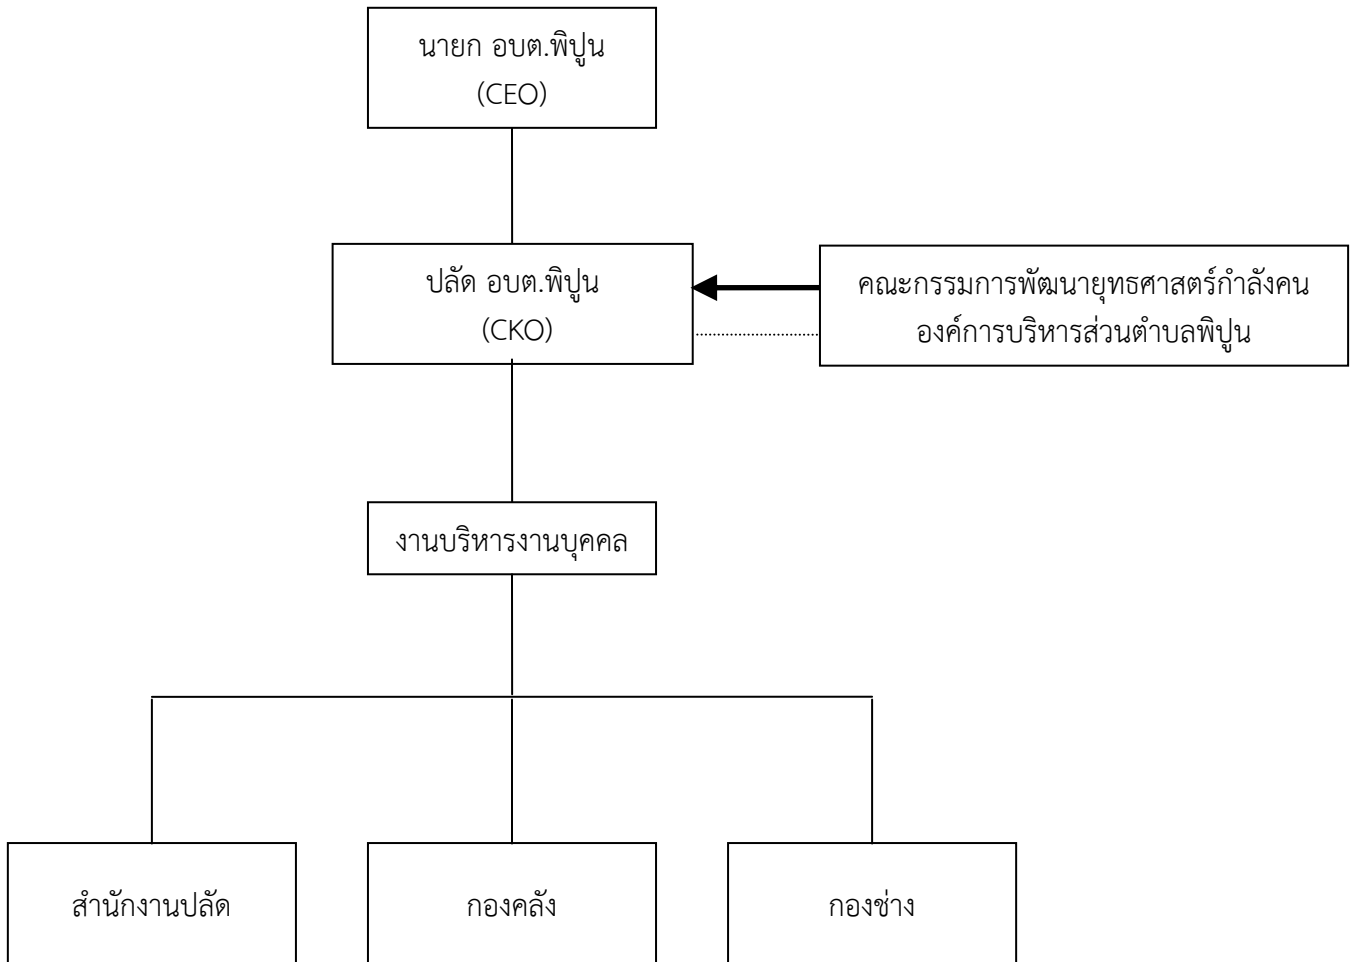 นายก อบต.พิปูน
(CEO)
ปลัด อบต.พิปูน
(CKO)
คณะกรรมการพัฒนายุทธศาสตร์กำลังคน
องค์การบริหารส่วนตำบลพิปูน
งานบริหารงานบุคคล
สำนักงานปลัด
กองคลัง
กองช่าง